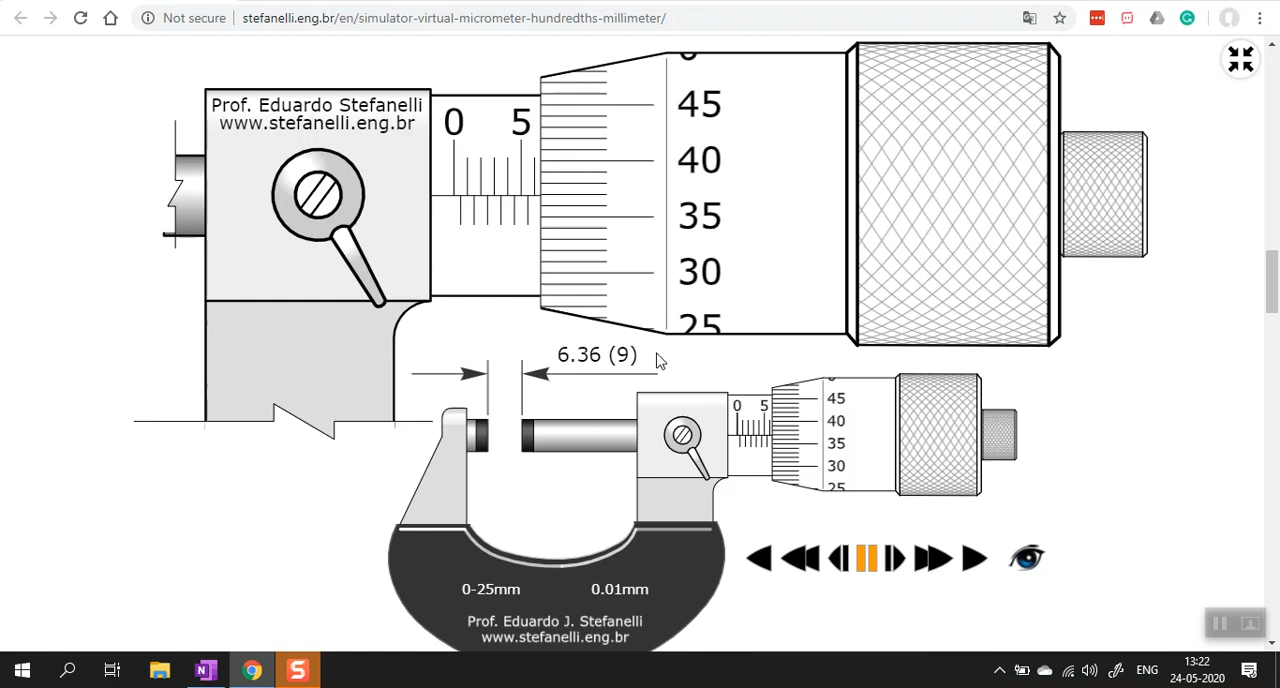 Not secure | stefanelli.eng.br/en/simulator-virtual-micrometer-hundredths-millimeter/
Prof. Eduardo Stefanelli
www.stefanelli.eng.br
0 5
45
40
35
30
25
6.36 (9)
0 5
45
40
35
30
25
0-25mm 0.01mm
Prof. Eduardo J. Stefanelli
www.stefanelli.eng.br
N S ENG 13:22
24-05-2020